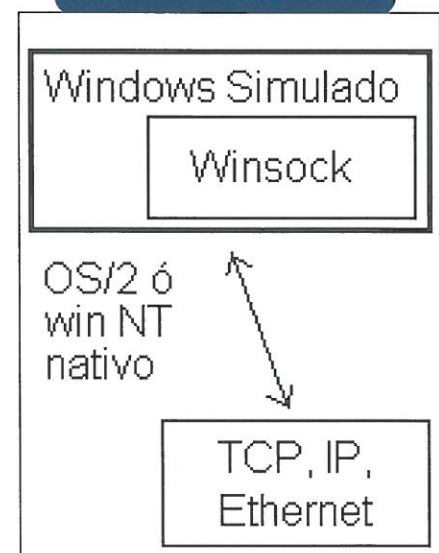 Windows Simulado
Winsock
OS/2 ó
win NT
nativo
TCP, IP,
Ethernet